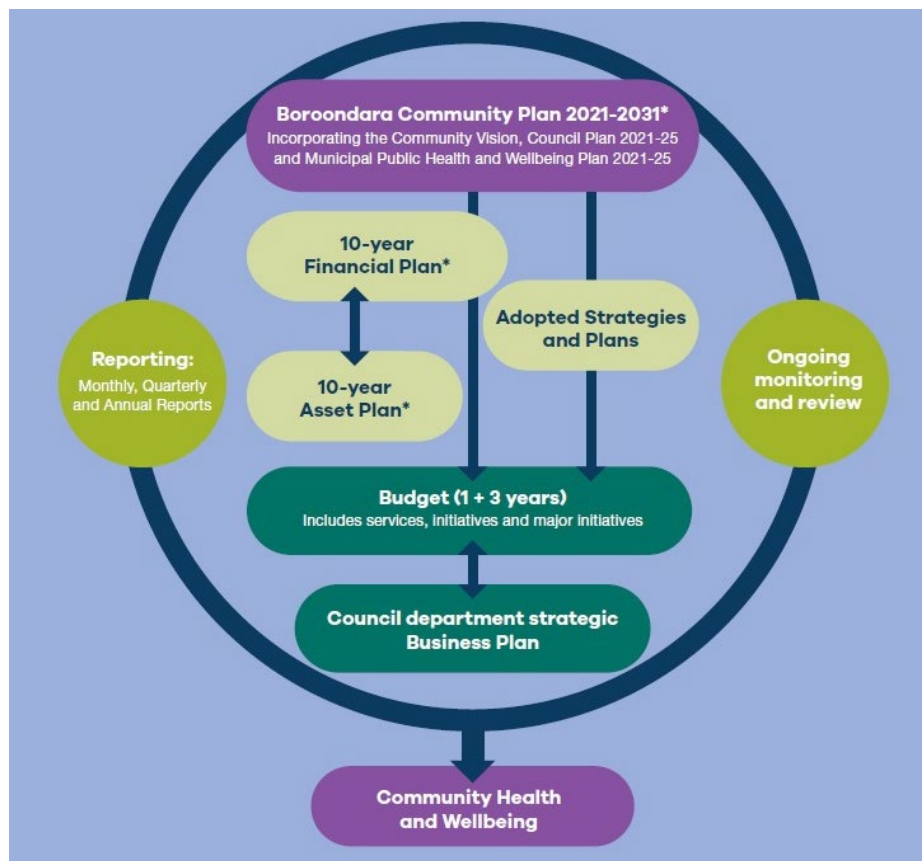 Boroondara Community Plan 2021-2031*
Incorporating the Community Vision, Council Plan 2021-25
and Municipal Public Health and Wellbeing Plan 2021-25
10-year
Financial Plan*
Adopted Strategies
and Plans
Reporting:
Monthly, Quarterly
and Annual Reports
10-year
Asset Plan*
Ongoing
monitoring
and review
Budget (1 + 3 years)
Includes services, initiatives and major initiatives
Council department strategic
Business Plan
Community Health
and Wellbeing